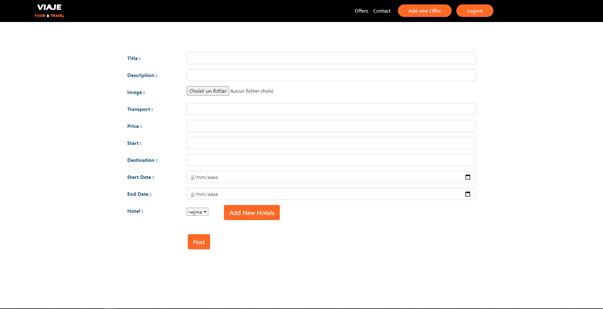 VIAJE
TOUR & TRAVEL
Offers Contact Add new Offer Logout
Title :
Description :
Image : Choisir un fichier Aucun fichier choisi
Transport :
Price :
Start :
Destination :
Start Date : jj/mm/aaaa
End Date : jj/mm/aaaa
Hotel : nejma Add New Hotels
Post